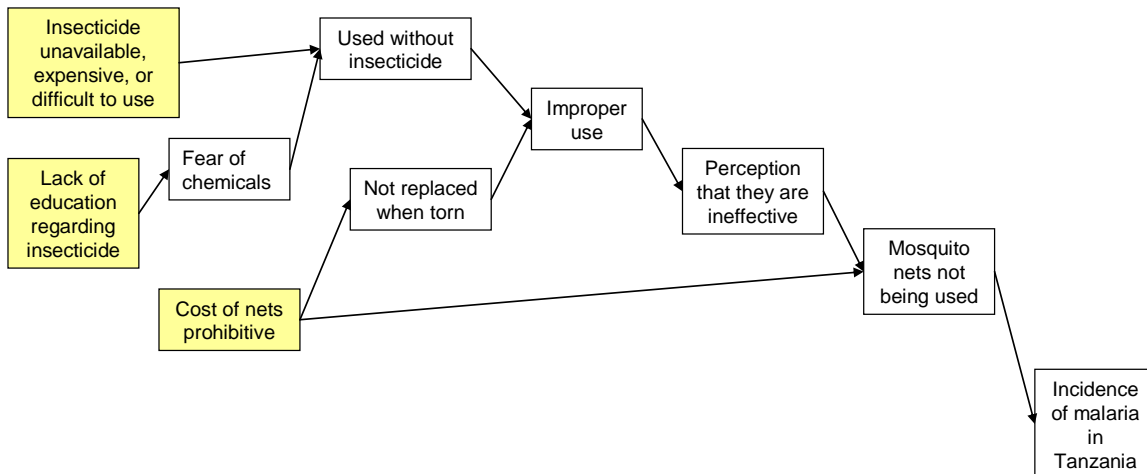 Insecticide
unavailable,
expensive, or
difficult to use
Used without
insecticide
Improper
use
Fear of
chemicals
Lack of
education
regarding
insecticide
Not replaced
when torn
Perception
that they are
ineffective
Mosquito
nets not
being used
Cost of nets
prohibitive
Incidence
of malaria
in
Tanzania